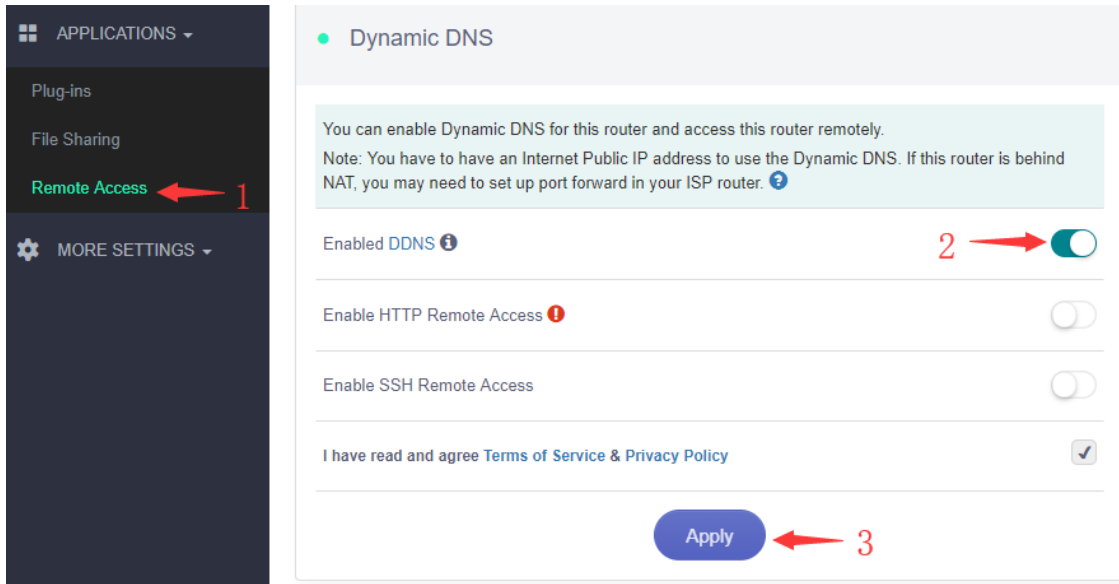 APPLICATIONS
Plug-ins
File Sharing
Remote Access
1
MORE SETTINGS
Dynamic DNS
You can enable Dynamic DNS for this router and access this router remotely.
Note: You have to have an Internet Public IP address to use the Dynamic DNS. If this router is behind
NAT, you may need to set up port forward in your ISP router.
Enabled DDNS
2
Enable HTTP Remote Access
Enable SSH Remote Access
I have read and agree Terms of Service & Privacy Policy
Apply
3